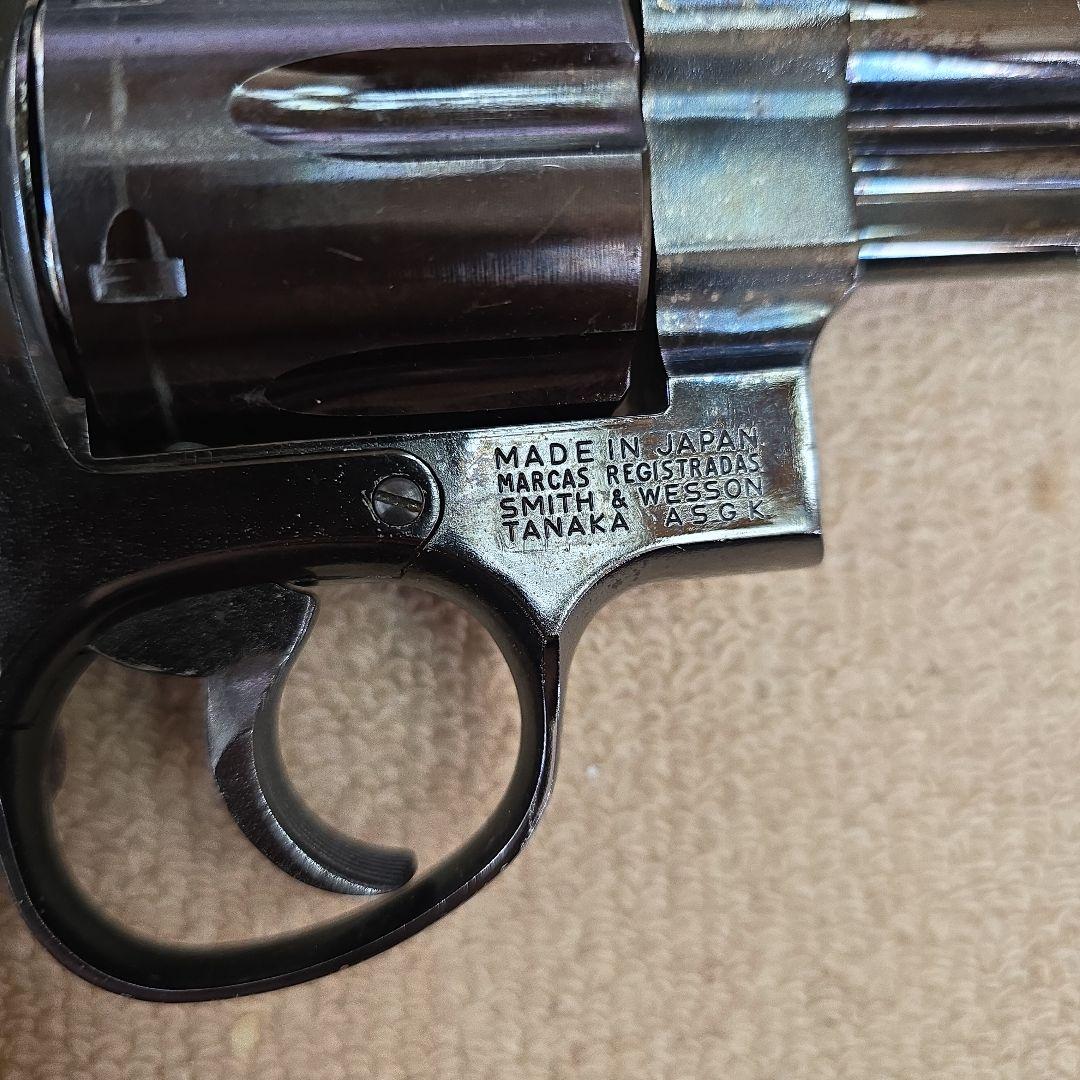 MADE IN JAPAN
MARCAS REGISTRADAS
SMITH & WESSON
TANAKA ASGK